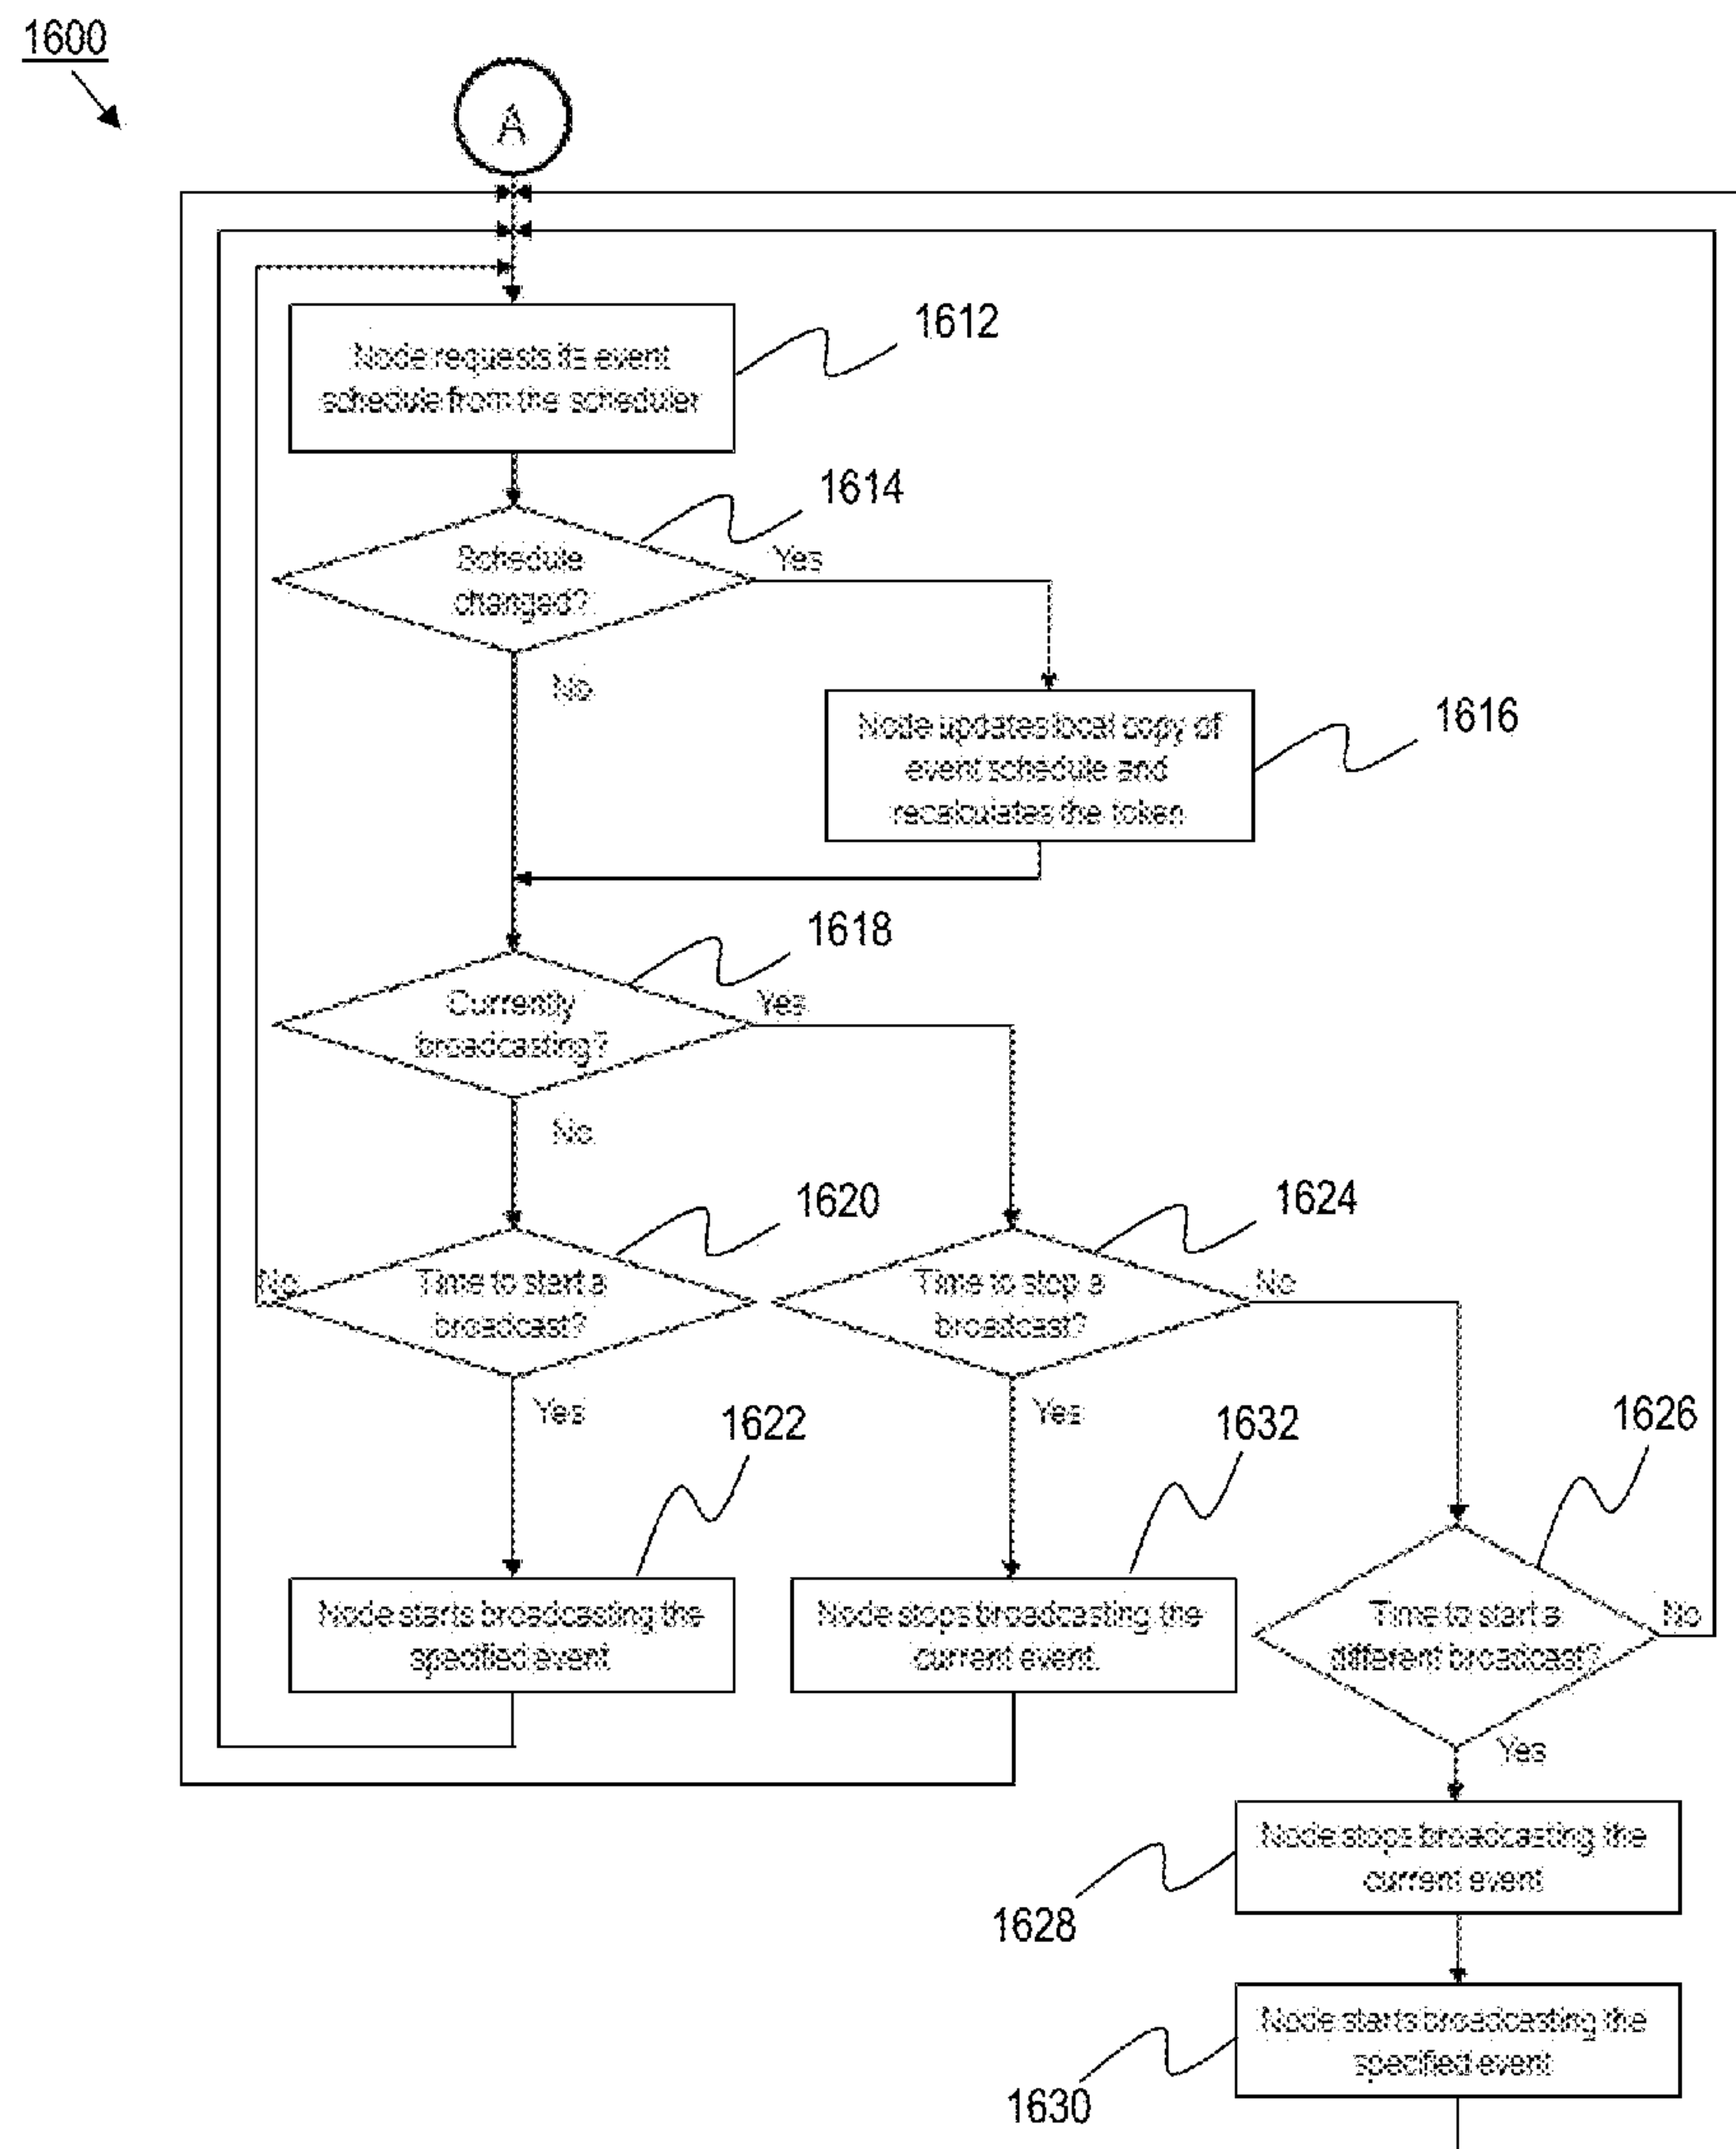 1600
A
Node requests its event
schedule from the scheduler
1612
1614
Schedule
changed?
Yes
No
Node updates local copy of
event schedule and
recalculates the token
1616
1618
Currently
broadcasting?
Yes
No
1620
1624
No
Time to start a
broadcast?
Time to stop a
broadcast?
No
Yes
1622
Yes
1632
1626
Node starts broadcasting the
specified event
Node stops broadcasting the
current event.
Time to start a
different broadcast?
No
Yes
Node stops broadcasting the
current event
1628
Node starts broadcasting the
specified event
1630